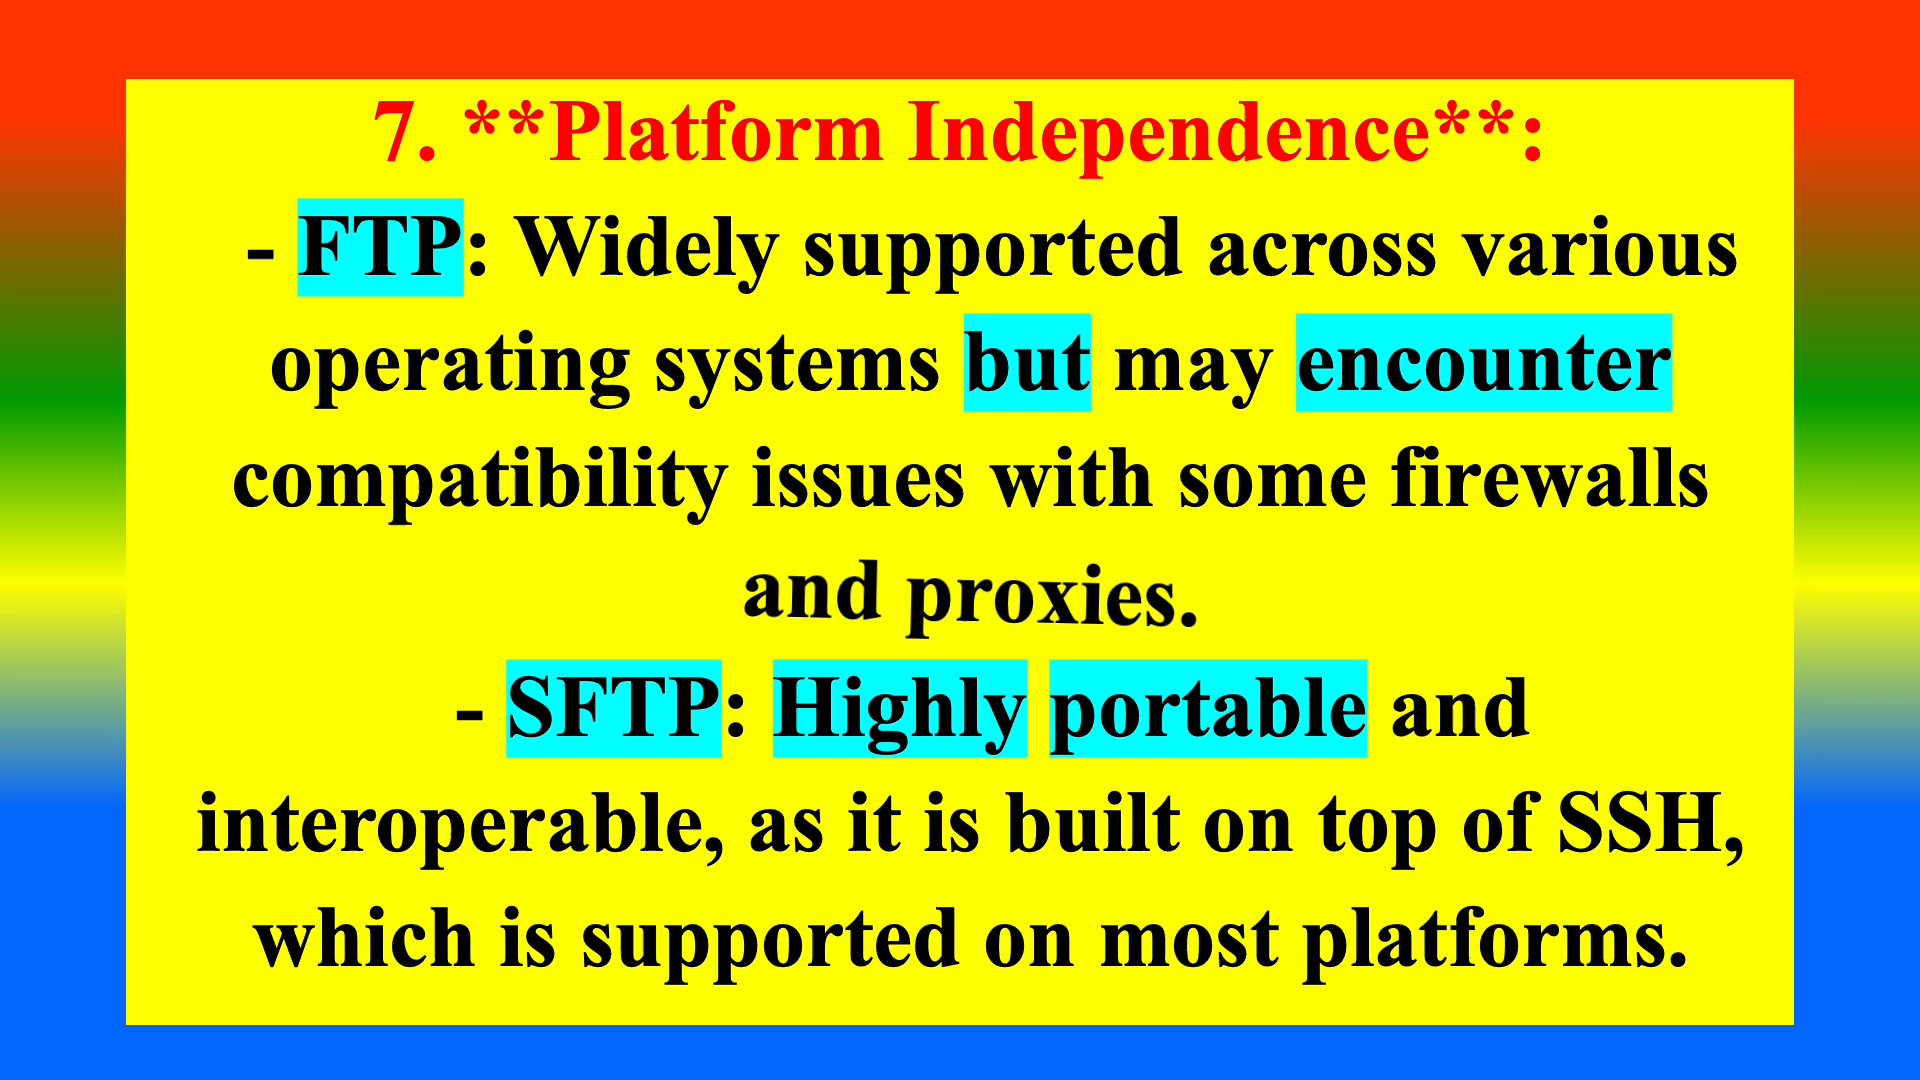 7. **Platform Independence**:
- FTP: Widely supported across various
operating systems but may encounter
compatibility issues with some firewalls
and proxies.
- SFTP: Highly portable and
interoperable, as it is built on top of SSH,
which is supported on most platforms.